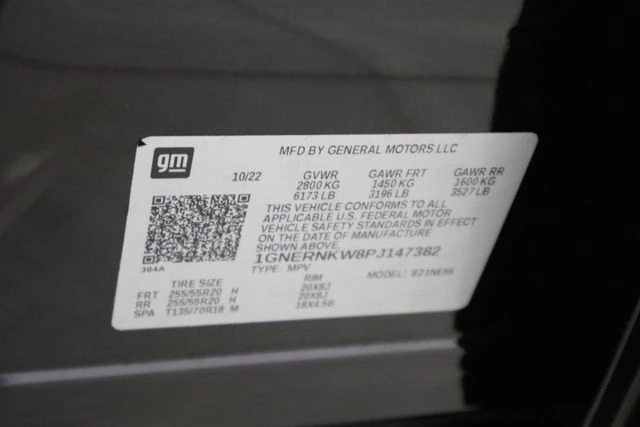 gm
MFD BY GENERAL MOTORS LLC
10/22 GVWR GAWR FRT GAWR RR
2800 KG 1450 KG 1600 KG
6173 LB 3196 LB 3527 LB
THIS VEHICLE CONFORMS TO ALL
APPLICABLE U.S. FEDERAL MOTOR
VEHICLE SAFETY STANDARDS IN EFFECT
ON THE DATE OF MANUFACTURE
SHOWN ABOVE.
1GNERNKW8PJ147382
384A
TYPE: MPV MODEL:
TIRE SIZE RIM
FRT 255/55R20 H 20X8J
RR 255/55R20 H 20X8J
SPA T135/70R18 M 18X4.5B